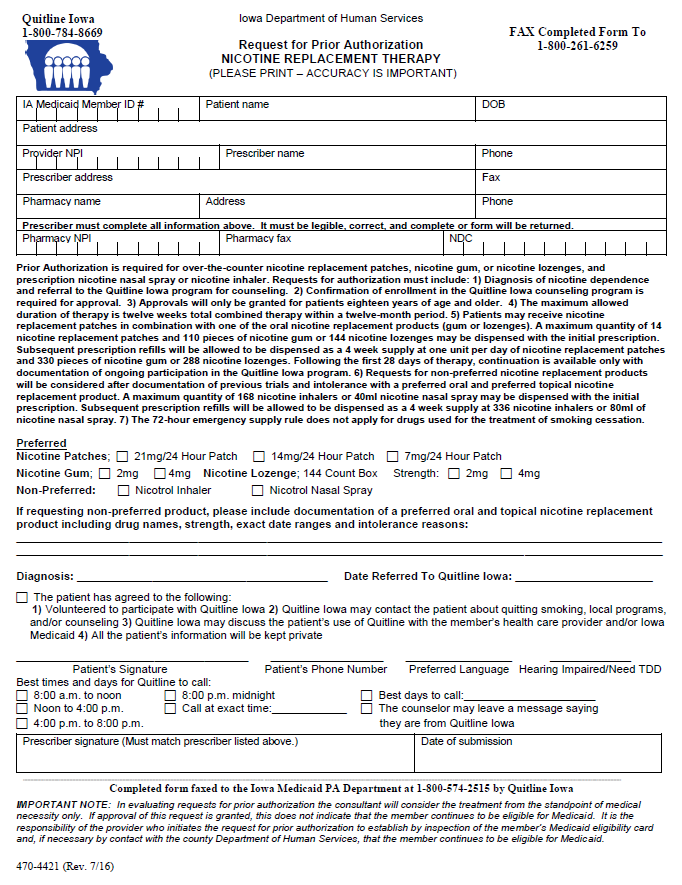 Quitline Iowa
1-800-784-8669
Iowa Department of Human Services
Request for Prior Authorization
NICOTINE REPLACEMENT THERAPY
(PLEASE PRINT – ACCURACY IS IMPORTANT)
FAX Completed Form To
1-800-261-6259
IA Medicaid Member ID # Patient name DOB
Patient address
Provider NPI Prescriber name Phone
Prescriber address Fax
Pharmacy name Address Phone
Prescriber must complete all information above. It must be legible, correct, and complete or form will be returned.
Pharmacy NPI Pharmacy fax NDC
Prior Authorization is required for over-the-counter nicotine replacement patches, nicotine gum, or nicotine lozenges, and
prescription nicotine nasal spray or nicotine inhaler. Requests for authorization must include: 1) Diagnosis of nicotine dependence
and referral to the Quitline Iowa program for counseling. 2) Confirmation of enrollment in the Quitline Iowa counseling program is
required for approval. 3) Approvals will only be granted for patients eighteen years of age and older. 4) The maximum allowed
duration of therapy is twelve weeks total combined therapy within a twelve-month period. 5) Patients may receive nicotine
replacement patches in combination with one of the oral nicotine replacement products (gum or lozenges). A maximum quantity of 14
nicotine replacement patches and 110 pieces of nicotine gum or 144 nicotine lozenges may be dispensed with the initial prescription.
Subsequent prescription refills will be allowed to be dispensed as a 4 week supply at one unit per day of nicotine replacement patches
and 330 pieces of nicotine gum or 288 nicotine lozenges. Following the first 28 days of therapy, continuation is available only with
documentation of ongoing participation in the Quitline Iowa program. 6) Requests for non-preferred nicotine replacement products
will be considered after documentation of previous trials and intolerance with a preferred oral and preferred topical nicotine
replacement product. A maximum quantity of 168 nicotine inhalers or 40ml nicotine nasal spray may be dispensed with the initial
prescription. Subsequent prescription refills will be allowed to be dispensed as a 4 week supply at 336 nicotine inhalers or 80ml of
nicotine nasal spray. 7) The 72-hour emergency supply rule does not apply for drugs used for the treatment of smoking cessation.
Preferred
Nicotine Patches; 21mg/24 Hour Patch 14mg/24 Hour Patch 7mg/24 Hour Patch
Nicotine Gum; 2mg 4mg Nicotine Lozenge; 144 Count Box Strength: 2mg 4mg
Non-Preferred: Nicotrol Inhaler Nicotrol Nasal Spray
If requesting non-preferred product, please include documentation of a preferred oral and topical nicotine replacement
product including drug names, strength, exact date ranges and intolerance reasons:
Diagnosis: Date Referred To Quitline Iowa:
The patient has agreed to the following:
1) Volunteered to participate with Quitline Iowa 2) Quitline Iowa may contact the patient about quitting smoking, local programs,
and/or counseling 3) Quitline Iowa may discuss the patient's use of Quitline with the member's health care provider and/or Iowa
Medicaid 4) All the patient's information will be kept private
Patient's Signature Patient's Phone Number Preferred Language Hearing Impaired/Need TDD
Best times and days for Quitline to call:
8:00 a.m. to noon 8:00 p.m. midnight Best days to call:
Noon to 4:00 p.m. Call at exact time: The counselor may leave a message saying
4:00 p.m. to 8:00 p.m. they are from Quitline Iowa
Prescriber signature (Must match prescriber listed above.) Date of submission
Completed form faxed to the Iowa Medicaid PA Department at 1-800-574-2515 by Quitline Iowa
IMPORTANT NOTE: In evaluating requests for prior authorization the consultant will consider the treatment from the standpoint of medical
necessity only. If approval of this request is granted, this does not indicate that the member continues to be eligible for Medicaid. It is the
responsibility of the provider who initiates the request for prior authorization to establish by inspection of the member's Medicaid eligibility card
and, if necessary by contact with the county Department of Human Services, that the member continues to be eligible for Medicaid.
470-4421 (Rev. 7/16)